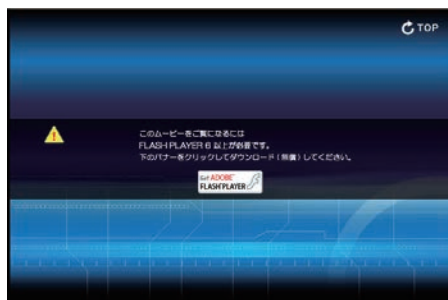 TOP
このムービーをご覧になるには
FLASH PLAYER 6 以上が必要です。
下のバナーをクリックしてダウンロード(無償)してください。
Get ADOBE
FLASH PLAYER